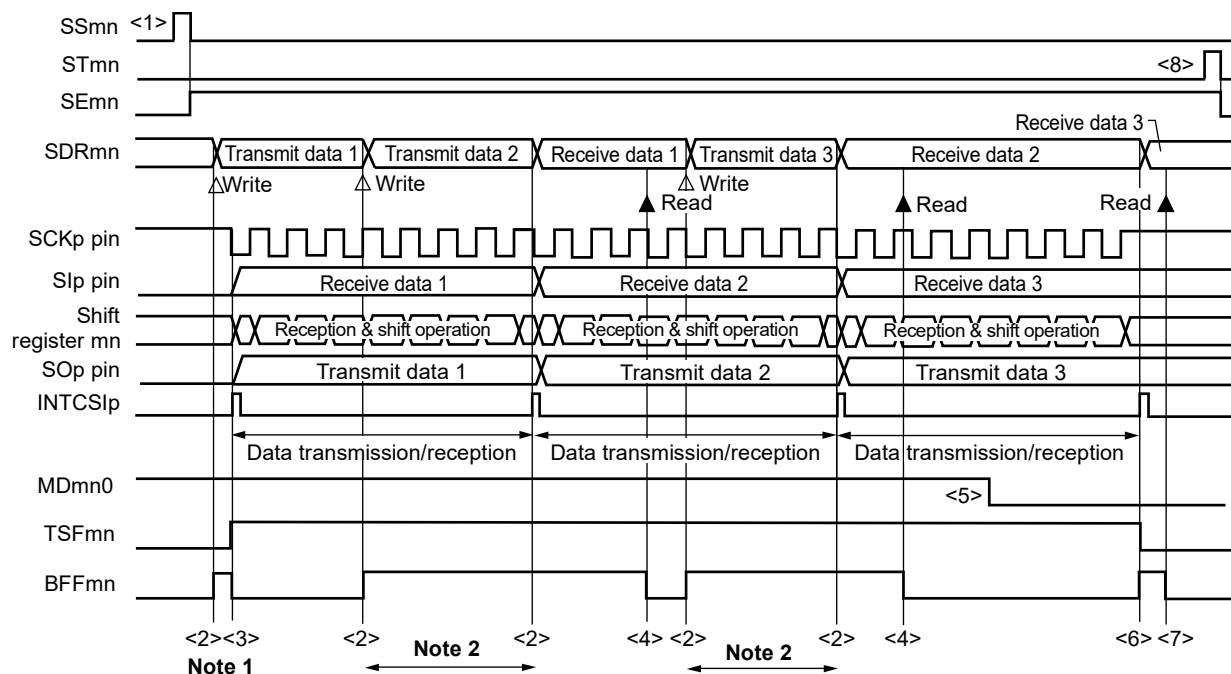 SSmn <1>
STmn <8>
SEmn
Receive data 3
SDRmn Transmit data 1 Transmit data 2 Receive data 1 Transmit data 3 Receive data 2
Write Write Write
Read Read Read
SCKp pin
SIp pin Receive data 1 Receive data 2 Receive data 3
Shift
register mn Reception & shift operation Reception & shift operation Reception & shift operation
SOp pin Transmit data 1 Transmit data 2 Transmit data 3
INTCSIp
Data transmission/reception Data transmission/reception Data transmission/reception
MDmn0 <5>
TSFmn
BFFmn
<2><3> <2> <2> <4> <2> <2> <4> <6> <7>
Note 1 Note 2 Note 2